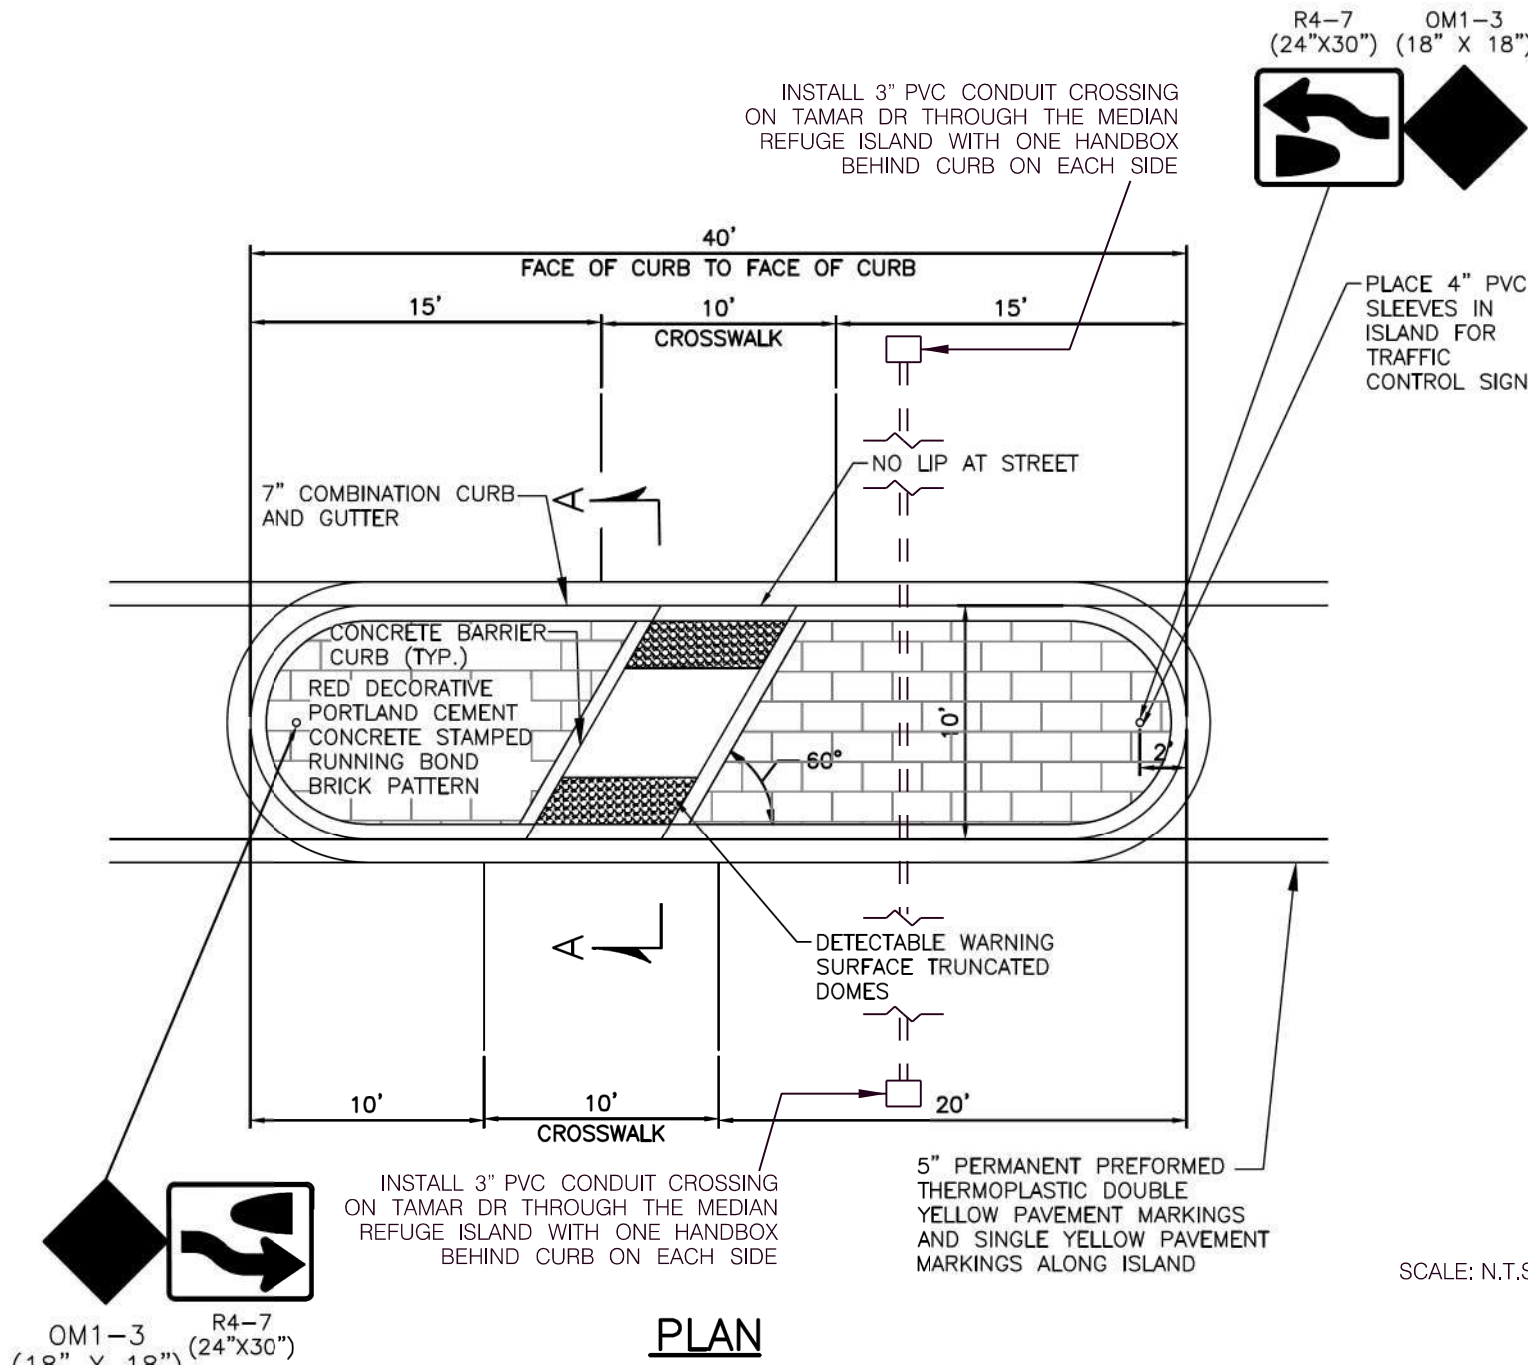 R4-7
(24"X30")
OM1-3
(18" X 18")
INSTALL 3" PVC CONDUIT CROSSING
ON TAMAR DR THROUGH THE MEDIAN
REFUGE ISLAND WITH ONE HANDBOX
BEHIND CURB ON EACH SIDE
40'
FACE OF CURB TO FACE OF CURB
15'
10'
15'
CROSSWALK
PLACE 4" PVC
SLEEVES IN
ISLAND FOR
TRAFFIC
CONTROL SIGN
NO LIP AT STREET
7" COMBINATION CURB
AND GUTTER
A
CONCRETE BARRIER
CURB (TYP.)
RED DECORATIVE
PORTLAND CEMENT
CONCRETE STAMPED
RUNNING BOND
BRICK PATTERN
60°
10'
2'
A
DETECTABLE WARNING
SURFACE TRUNCATED
DOMES
10'
10'
20'
CROSSWALK
INSTALL 3" PVC CONDUIT CROSSING
ON TAMAR DR THROUGH THE MEDIAN
REFUGE ISLAND WITH ONE HANDBOX
BEHIND CURB ON EACH SIDE
5" PERMANENT PREFORMED
THERMOPLASTIC DOUBLE
YELLOW PAVEMENT MARKINGS
AND SINGLE YELLOW PAVEMENT
MARKINGS ALONG ISLAND
SCALE: N.T.S
OM1-3
(18" X 18")
R4-7
(24"X30")
PLAN